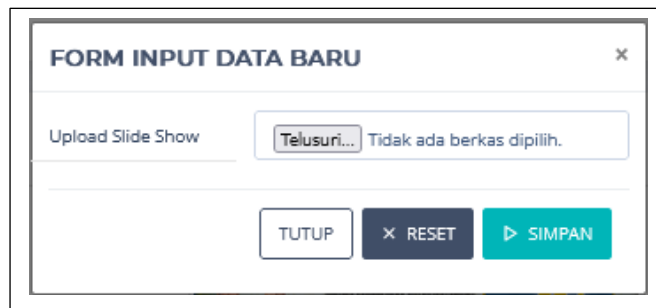 FORM INPUT DATA BARU ×
Upload Slide Show Telusuri... Tidak ada berkas dipilih.
TUTUP × RESET SIMPAN